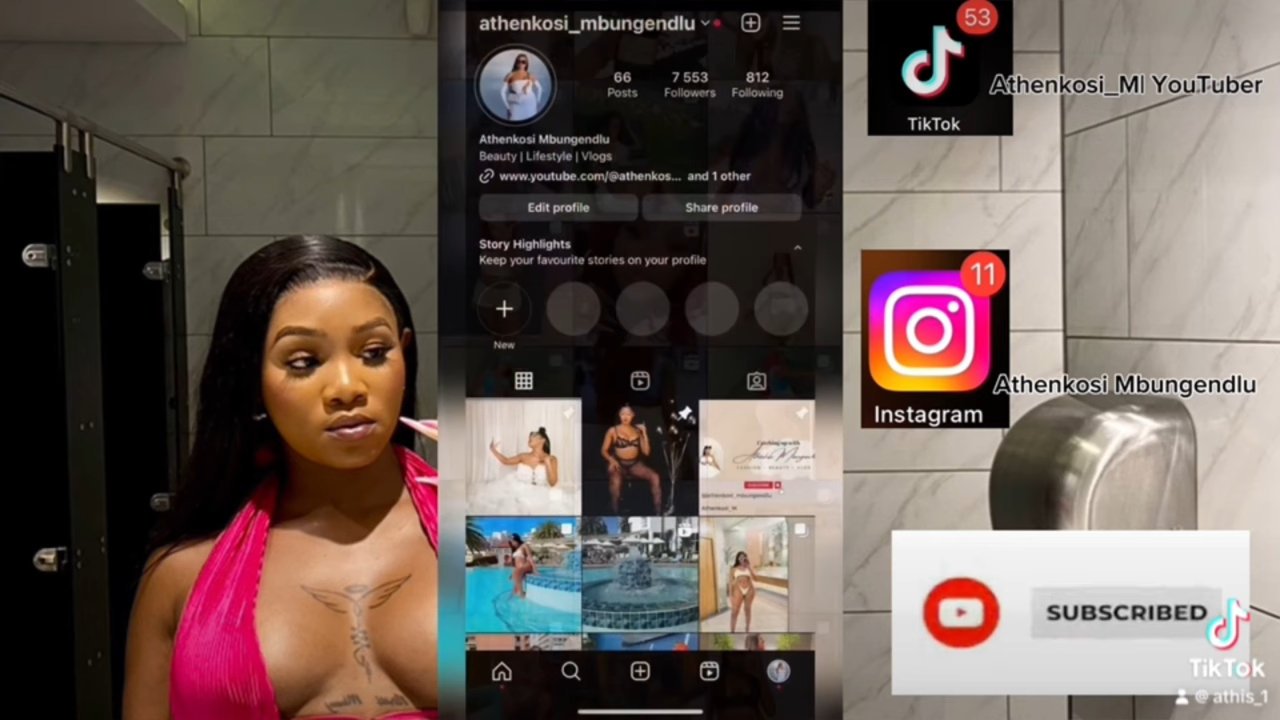 athenkosi_mbungendlu
66
Posts
7 553
Followers
812
Following
Athenkosi Mbungendlu
Beauty | Lifestyle | Vlogs
www.youtube.com/@athenkos... and 1 other
Edit profile
Share profile
Story Highlights
Keep your favourite stories on your profile
New
53
TikTok
Athenkosi_Ml YouTuber
11
Instagram
Athenkosi Mbungendlu
SUBSCRIBED
TikTok
@ athis_1